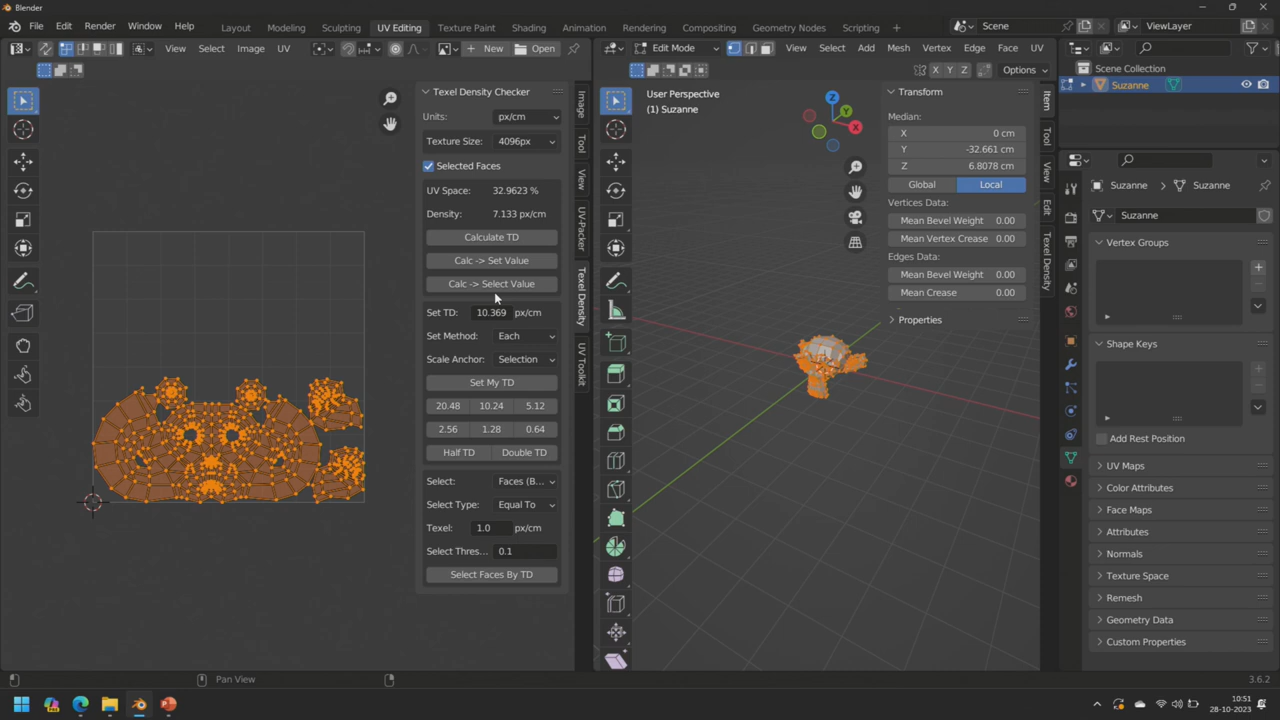 Blender
File Edit Render Window Help Layout Modeling Sculpting UV Editing Texture Paint Shading Animation Rendering Compositing Geometry Nodes Scripting + Scene ViewLayer
View Select Image UV + New Open Edit Mode View Select Add Mesh Vertex Edge Face UV
X Y Z Options
Scene Collection
Suzanne
Texel Density Checker
Units: px/cm
Texture Size: 4096px
Selected Faces
UV Space: 32.9623 %
Density: 7.133 px/cm
Calculate TD
Calc -> Set Value
Calc -> Select Value
Set TD: 10.369 px/cm
Set Method: Each
Scale Anchor: Selection
Set My TD
20.48 10.24 5.12
2.56 1.28 0.64
Half TD Double TD
Select: Faces (B...
Select Type: Equal To
Texel: 1.0 px/cm
Select Thres... 0.1
Select Faces By TD
Image
Tool
View
UV-Packer
Texel Density
UV Toolkit
User Perspective
(1) Suzanne
Z
Y
X
Transform
Median:
X 0 cm
Y -32.661 cm
Z 6.8078 cm
Global Local
Vertices Data:
Mean Bevel Weight 0.00
Mean Vertex Crease 0.00
Edges Data:
Mean Bevel Weight 0.00
Mean Crease 0.00
Properties
Item
Tool
View
Edit
Texel Density
Suzanne > Suzanne
Suzanne
Vertex Groups
Shape Keys
Add Rest Position
UV Maps
Color Attributes
Face Maps
Attributes
Normals
Texture Space
Remesh
Geometry Data
Custom Properties
Pan View
3.6.2
10:51
28-10-2023